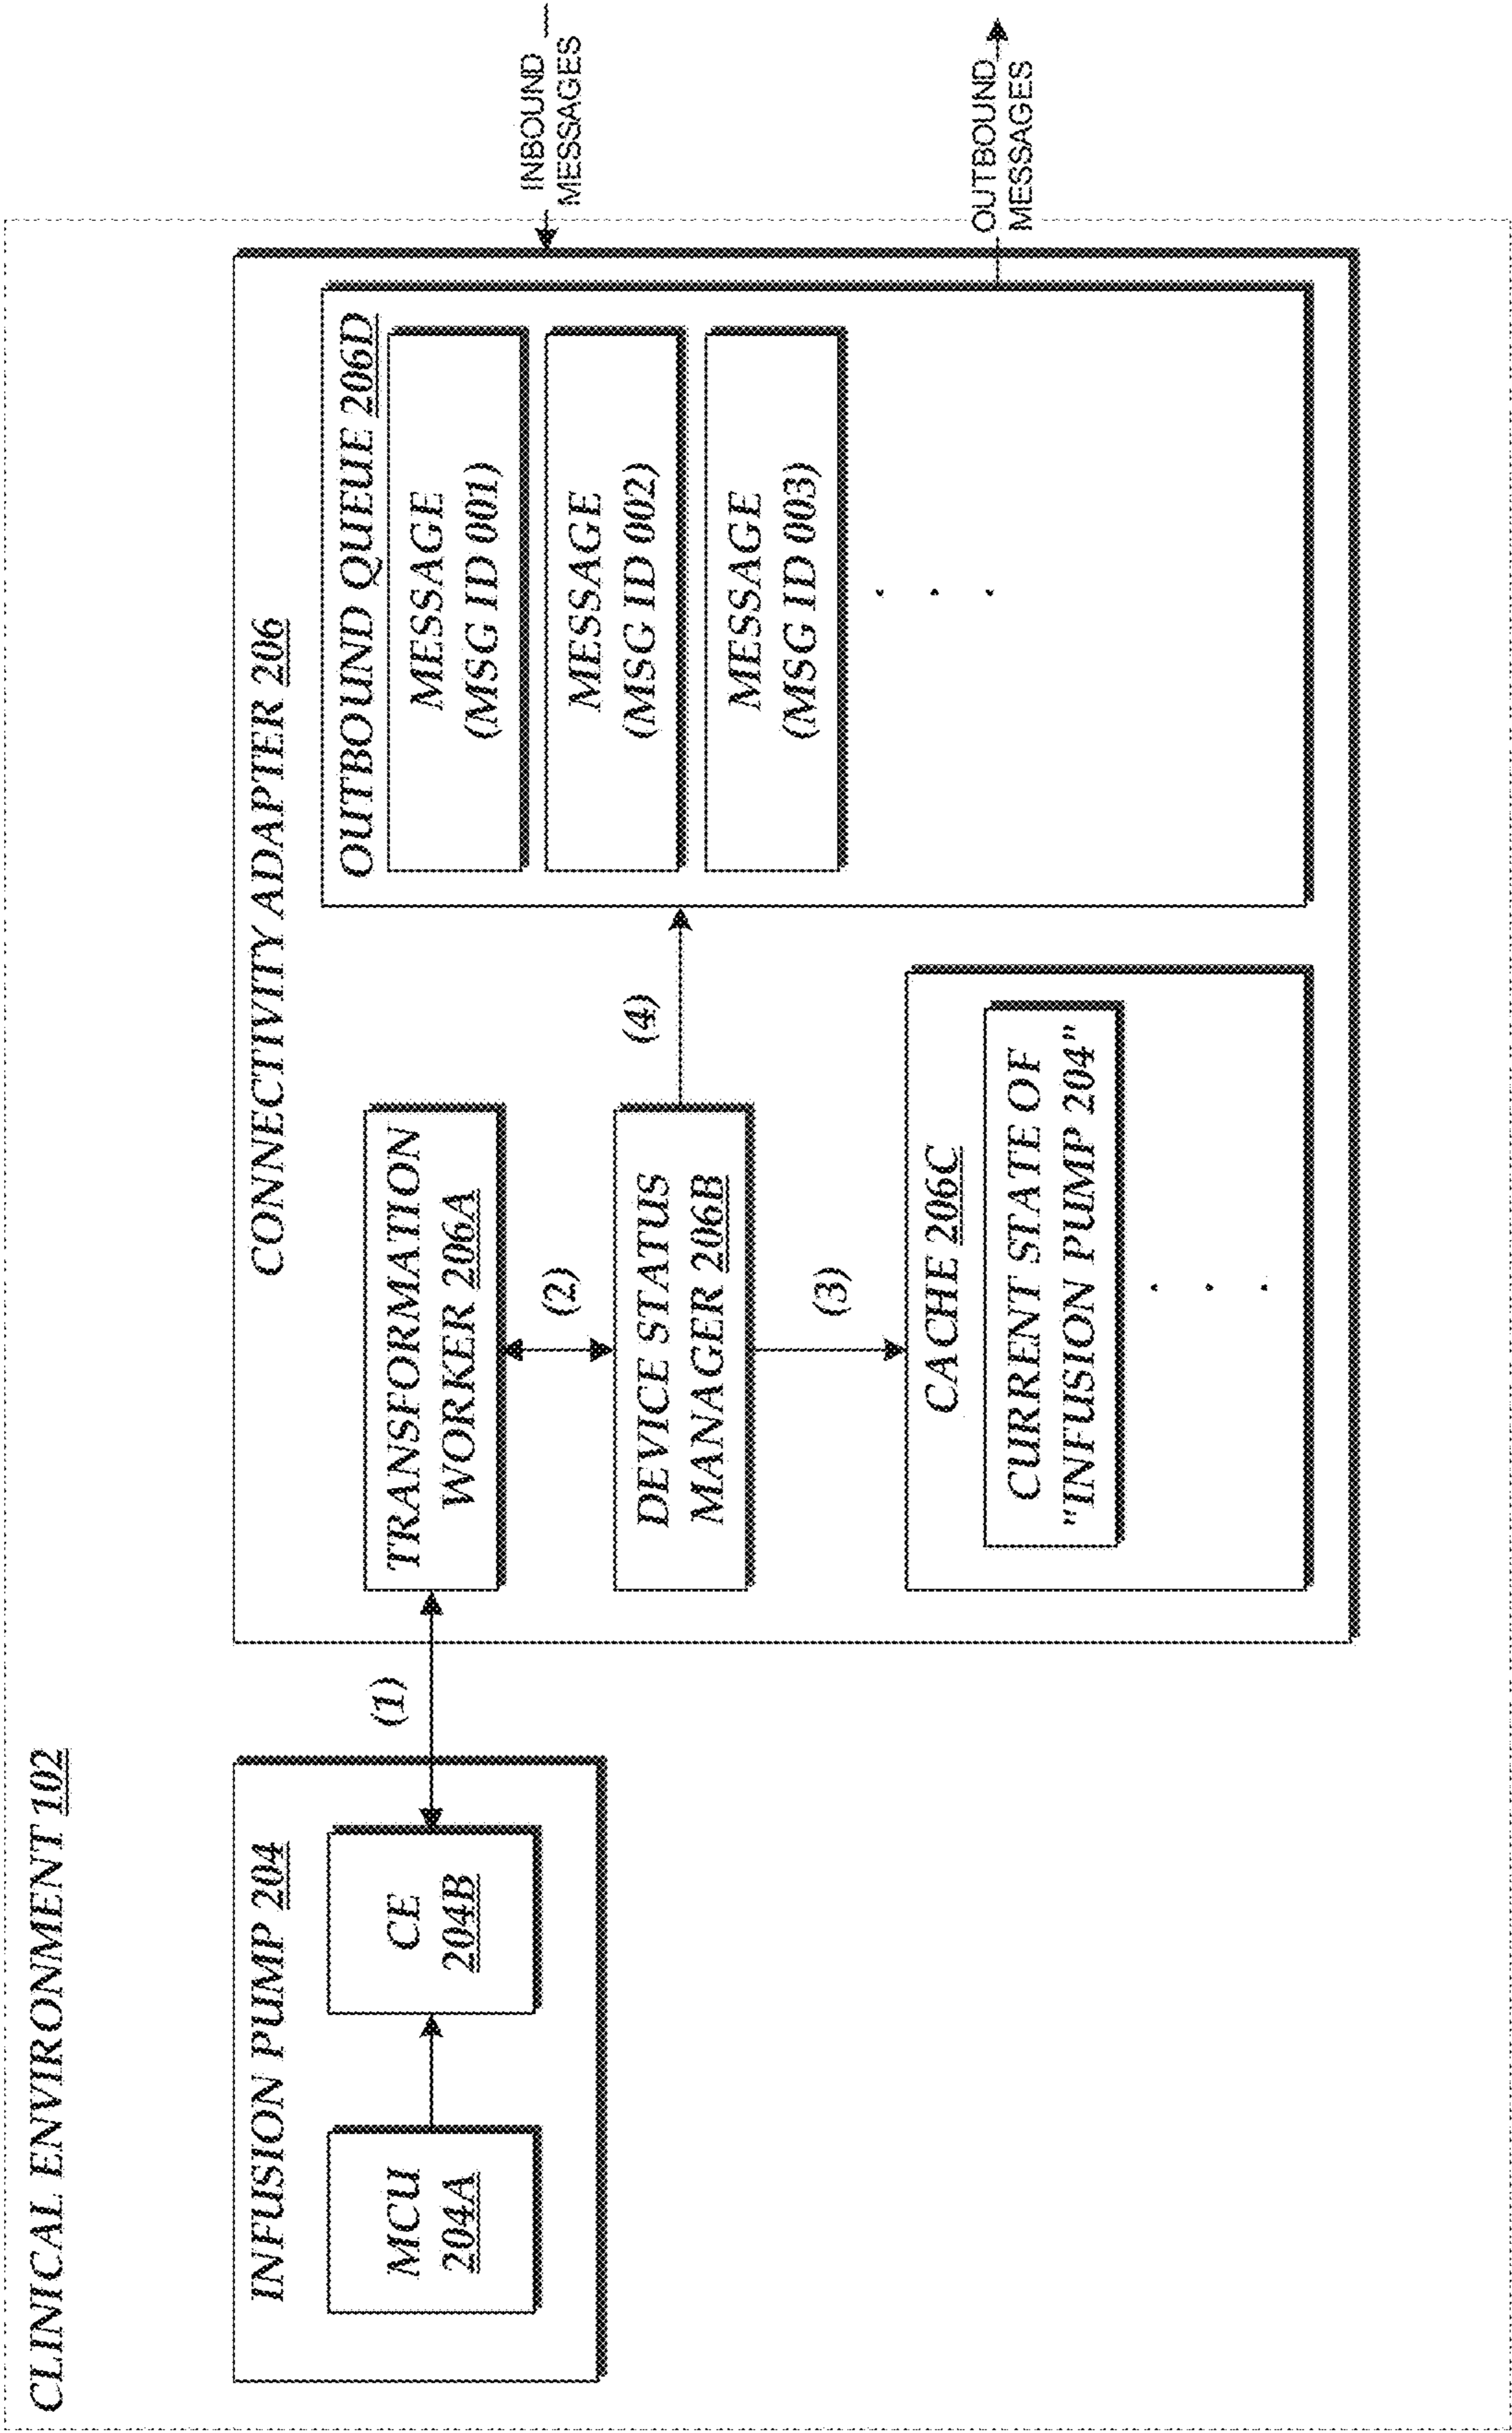 CLINICAL ENVIRONMENT 102
INFUSION PUMP 204
MCU
204A
CE
204B
(1)
CONNECTIVITY ADAPTER 206
TRANSFORMATION
WORKER 206A
(2)
DEVICE STATUS
MANAGER 206B
(3)
(4)
CACHE 206C
CURRENT STATE OF
"INFUSION PUMP 204"
OUTBOUND QUEUE 206D
MESSAGE
(MSG ID 001)
MESSAGE
(MSG ID 002)
MESSAGE
(MSG ID 003)
INBOUND
MESSAGES
OUTBOUND
MESSAGES